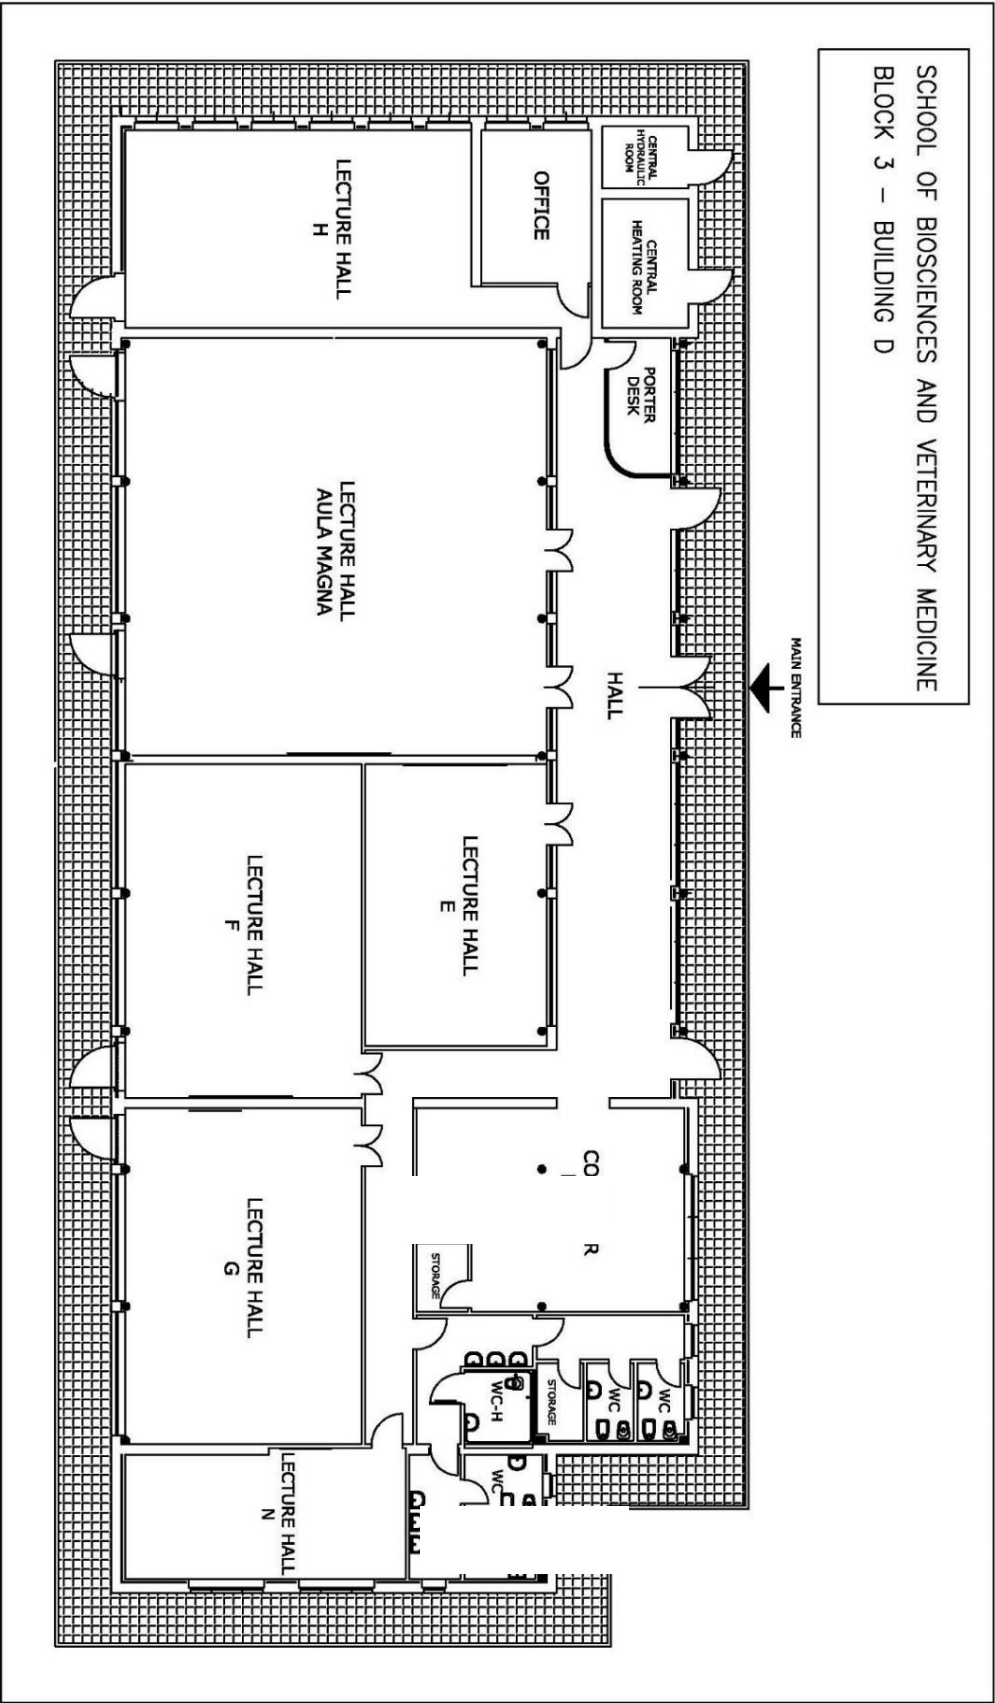 SCHOOL OF BIOSCIENCES AND VETERINARY MEDICINE
BLOCK 3 - BUILDING D
MAIN ENTRANCE
CENTRAL
HYDRAULIC
ROOM
CENTRAL
HEATING ROOM
PORTER
DESK
OFFICE
HALL
LECTURE HALL
H
LECTURE HALL
AULA MAGNA
LECTURE HALL
E
LECTURE HALL
F
LECTURE HALL
G
LECTURE HALL
N
STORAGE
WC
WC
STORAGE
WC-H
WC